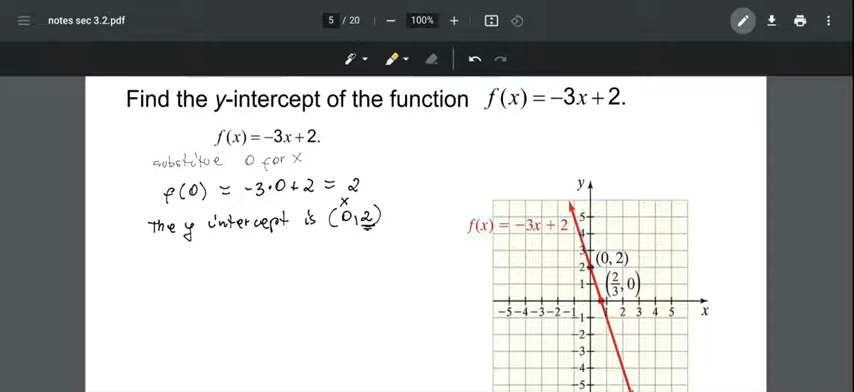 notes sec 3.2.pdf
5 / 20
100%
Find the y-intercept of the function f(x) = −3x + 2.
f(x) = −3x + 2.
substitue 0 for x
f(0) = -3·0+2 = 2
x
the y intercept is (0,2)
y
f(x) = −3x + 2
5
4
3
(0, 2)
2
(2/3, 0)
1
−5 −4 −3 −2 −1 1 2 3 4 5 x
−1
−2
−3
−4
−5